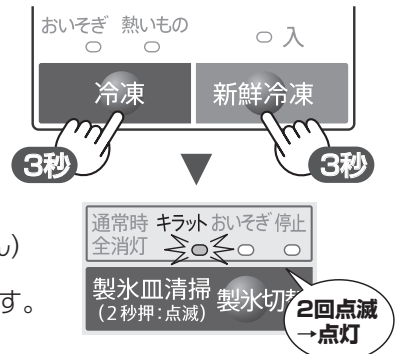 おいそぎ 熱いもの
入
冷凍 新鮮冷凍
3秒 3秒
通常時 キラット おいそぎ 停止
全消灯
ん)
製氷皿清掃 製氷切替
(2秒押:点滅)
す。
2回点滅
→点灯